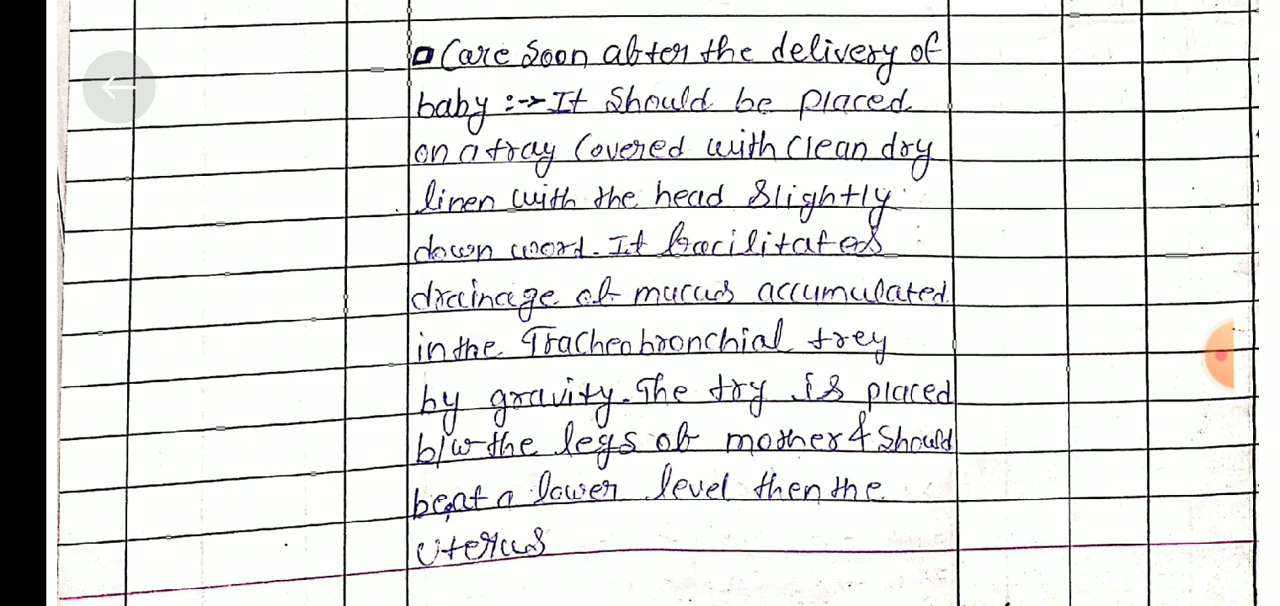 ▫ Care Soon abter the delivery of
baby :→ It Should be placed
on a tray Covered with Clean dry
linen with the head Slightly
down word. It facilitates
drainage of mucus accumulated
in the Tracheobronchial trey
by gravity. The try is placed
b/w the legs of mother & Should
be at a lower level then the
uterus